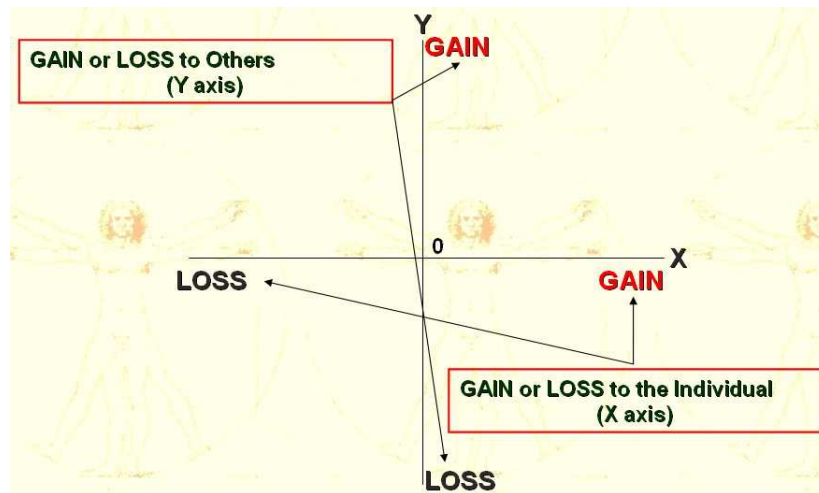 Y
GAIN
GAIN or LOSS to Others
(Y axis)
0
X
LOSS
GAIN
GAIN or LOSS to the Individual
(X axis)
LOSS